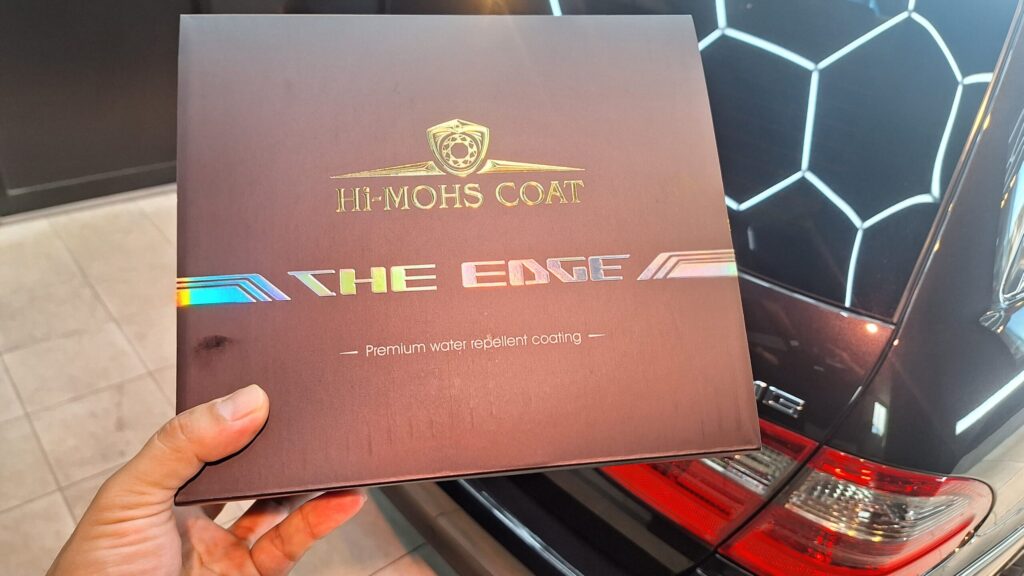 Hi-MOHS COAT
THE EDGE
Premium water repellent coating